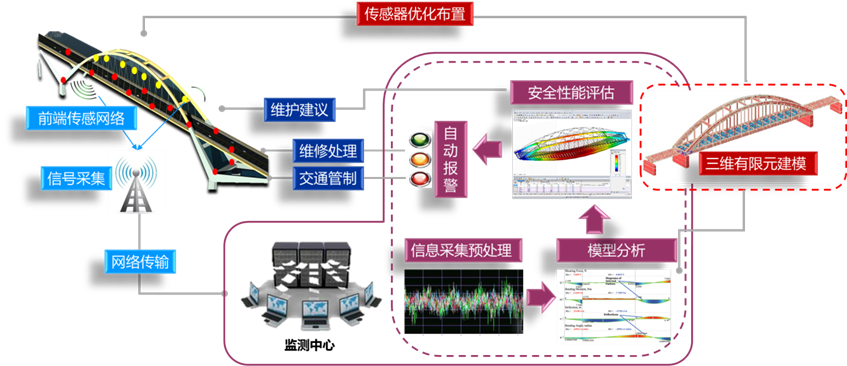 传感器优化布置
安全性能评估
维护建议
前端传感网络
自动报警
维修处理
三维有限元建模
信号采集
交通管制
信息采集预处理
模型分析
网络传输
监测中心